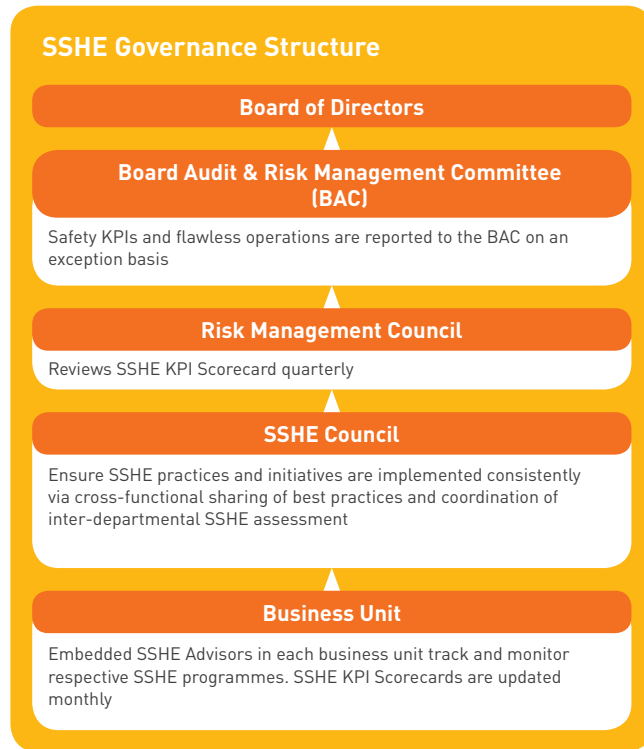 SSHE Governance Structure
Board of Directors
Board Audit & Risk Management Committee
(BAC)
Safety KPIs and flawless operations are reported to the BAC on an
exception basis
Risk Management Council
Reviews SSHE KPI Scorecard quarterly
SSHE Council
Ensure SSHE practices and initiatives are implemented consistently
via cross-functional sharing of best practices and coordination of
inter-departmental SSHE assessment
Business Unit
Embedded SSHE Advisors in each business unit track and monitor
respective SSHE programmes. SSHE KPI Scorecards are updated
monthly